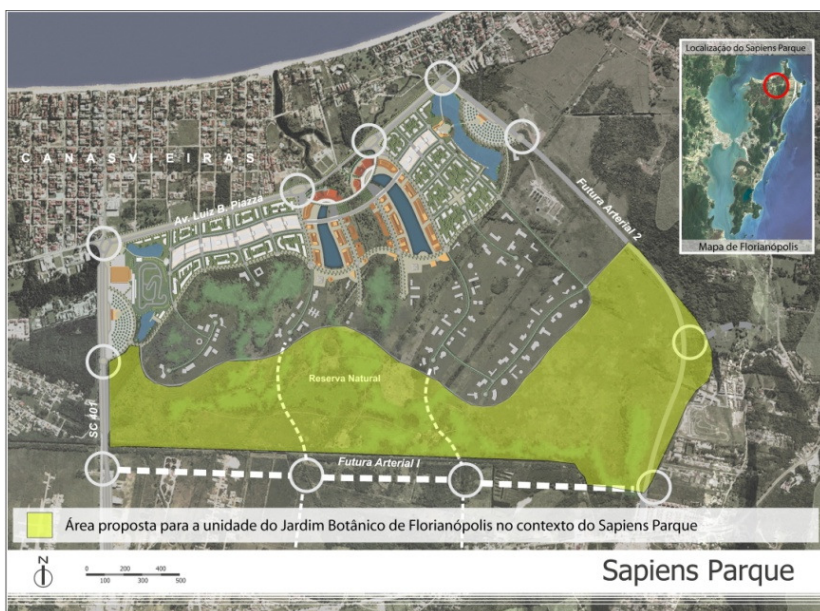 Localização do Sapiens Parque
Mapa de Florianópolis
CANASVIEIRAS
Av. Luiz B. Piazza
Futura Arterial 2
Reserva Natural
SC 401
Futura Arterial I
Área proposta para a unidade do Jardim Botânico de Florianópolis no contexto do Sapiens Parque
N
0 200 400
100 300 500
Sapiens Parque